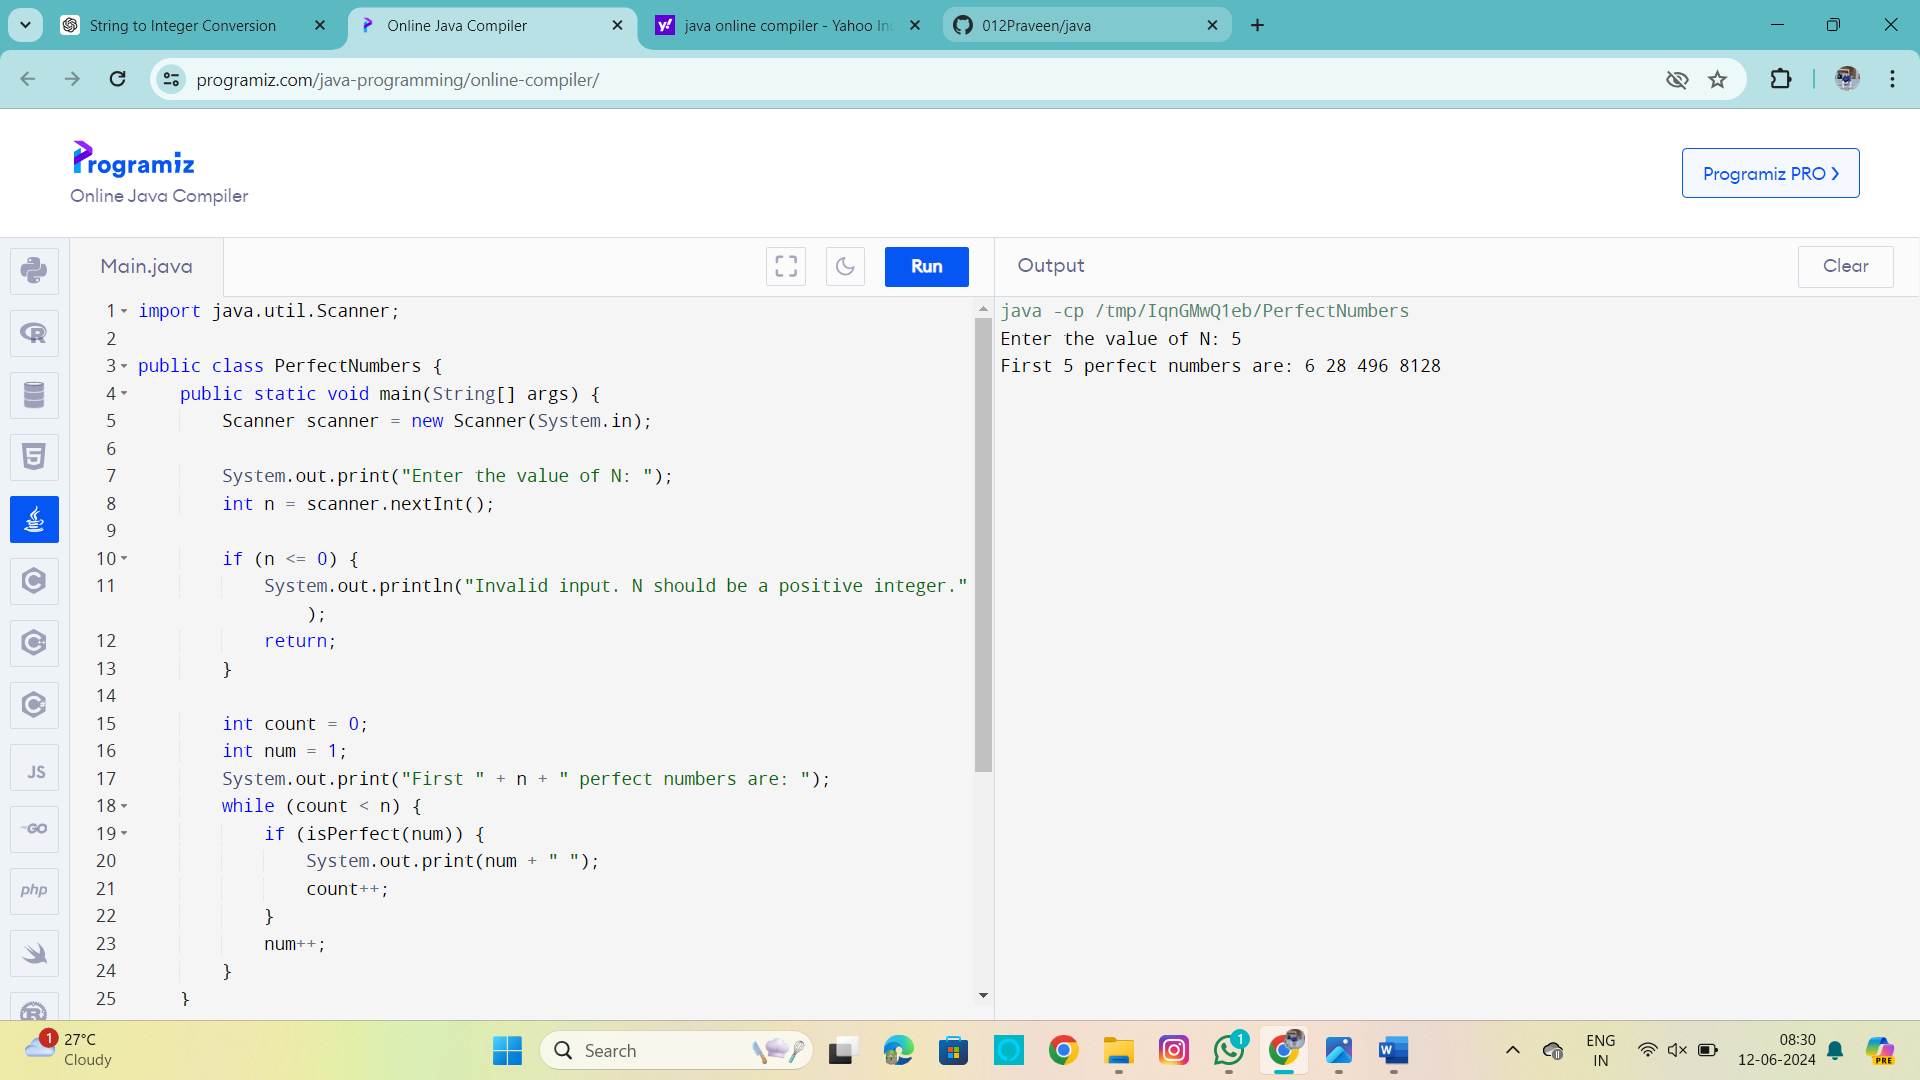 String to Integer Conversion
Online Java Compiler
java online compiler - Yahoo In
012Praveen/java
programiz.com/java-programming/online-compiler/
Programiz
Online Java Compiler
Programiz PRO
Main.java
Run
Output
Clear
1 import java.util.Scanner;
2
3 public class PerfectNumbers {
4 public static void main(String[] args) {
5 Scanner scanner = new Scanner(System.in);
6
7 System.out.print("Enter the value of N: ");
8 int n = scanner.nextInt();
9
10 if (n <= 0) {
11 System.out.println("Invalid input. N should be a positive integer."
);
12 return;
13 }
14
15 int count = 0;
16 int num = 1;
17 System.out.print("First " + n + " perfect numbers are: ");
18 while (count < n) {
19 if (isPerfect(num)) {
20 System.out.print(num + " ");
21 count++;
22 }
23 num++;
24 }
25 }
java -cp /tmp/IqnGMwQ1eb/PerfectNumbers
Enter the value of N: 5
First 5 perfect numbers are: 6 28 496 8128
R
5
C
C
C
JS
GO
php
1
27°C
Cloudy
Search
1
W
ENG
IN
08:30
12-06-2024
PRE